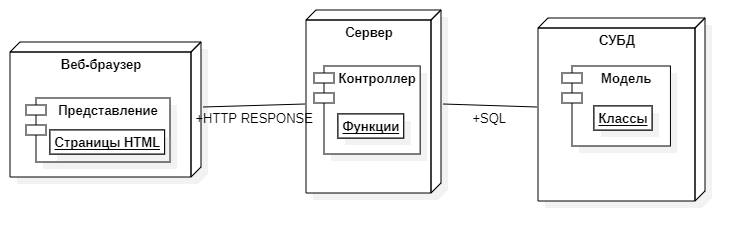 Веб-браузер
Представление
Страницы HTML
+HTTP RESPONSE
Сервер
Контроллер
Функции
+SQL
СУБД
Модель
Классы